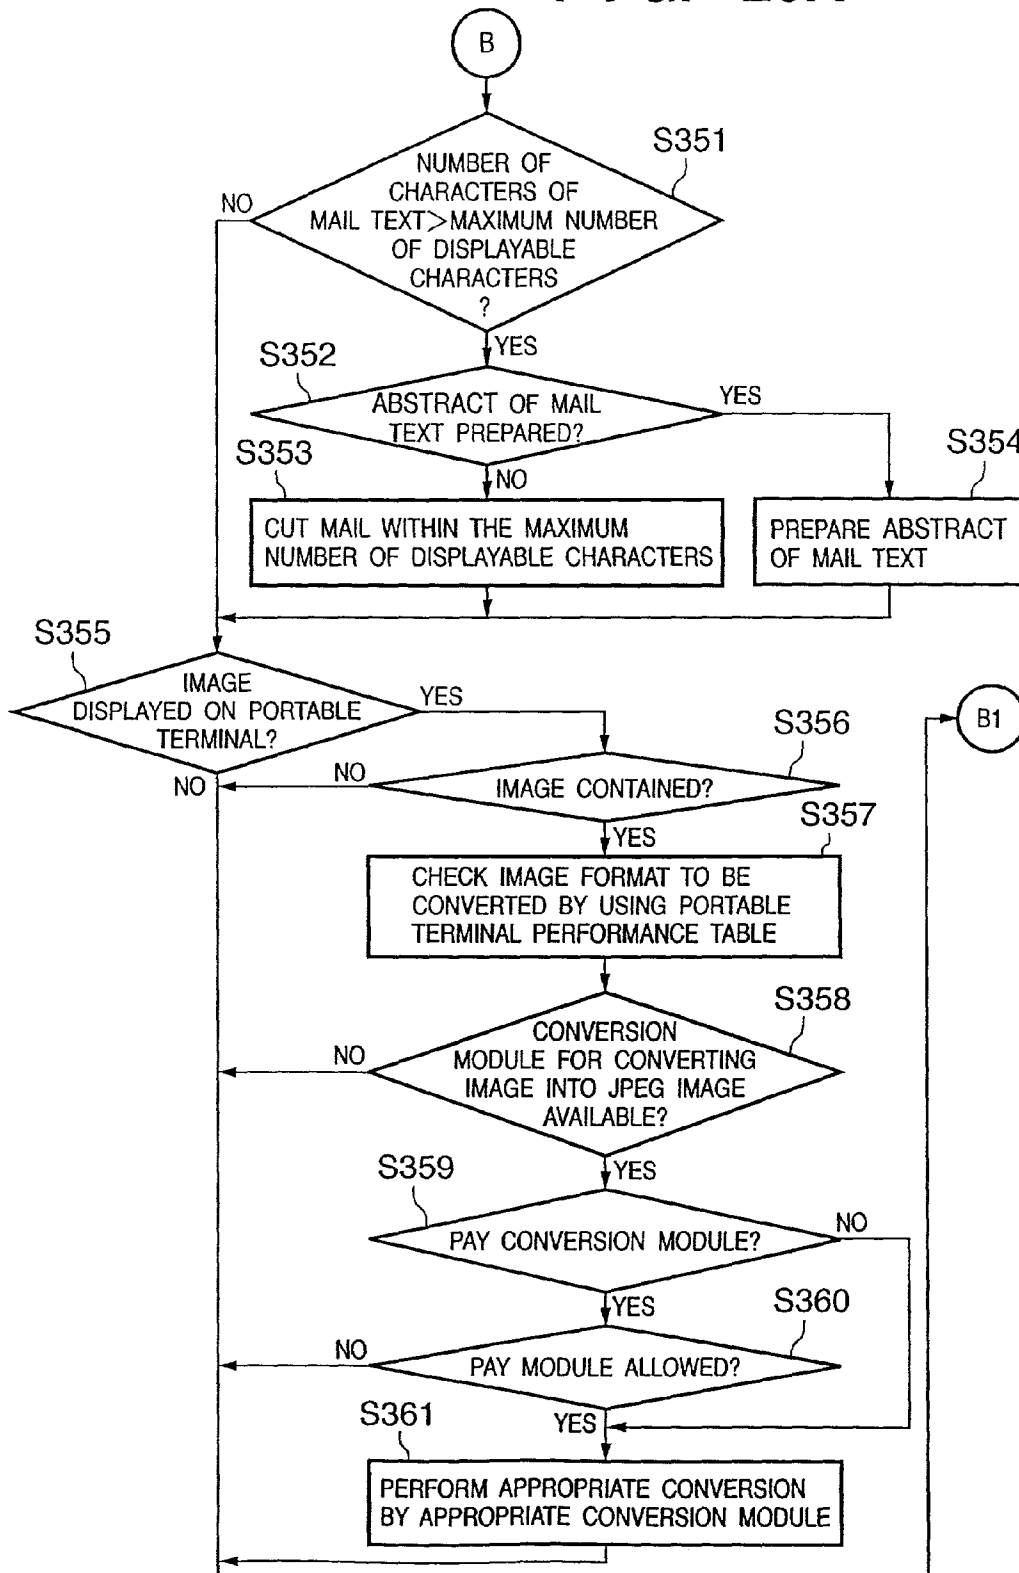 B
S351
NUMBER OF
CHARACTERS OF
MAIL TEXT>MAXIMUM NUMBER
OF DISPLAYABLE
CHARACTERS
?
NO
YES
S352
ABSTRACT OF MAIL
TEXT PREPARED?
YES
NO
S353
CUT MAIL WITHIN THE MAXIMUM
NUMBER OF DISPLAYABLE CHARACTERS
S354
PREPARE ABSTRACT
OF MAIL TEXT
S355
IMAGE
DISPLAYED ON PORTABLE
TERMINAL?
YES
NO
B1
S356
IMAGE CONTAINED?
NO
YES
S357
CHECK IMAGE FORMAT TO BE
CONVERTED BY USING PORTABLE
TERMINAL PERFORMANCE TABLE
S358
CONVERSION
MODULE FOR CONVERTING
IMAGE INTO JPEG IMAGE
AVAILABLE?
NO
YES
S359
PAY CONVERSION MODULE?
NO
YES
S360
PAY MODULE ALLOWED?
NO
YES
S361
PERFORM APPROPRIATE CONVERSION
BY APPROPRIATE CONVERSION MODULE